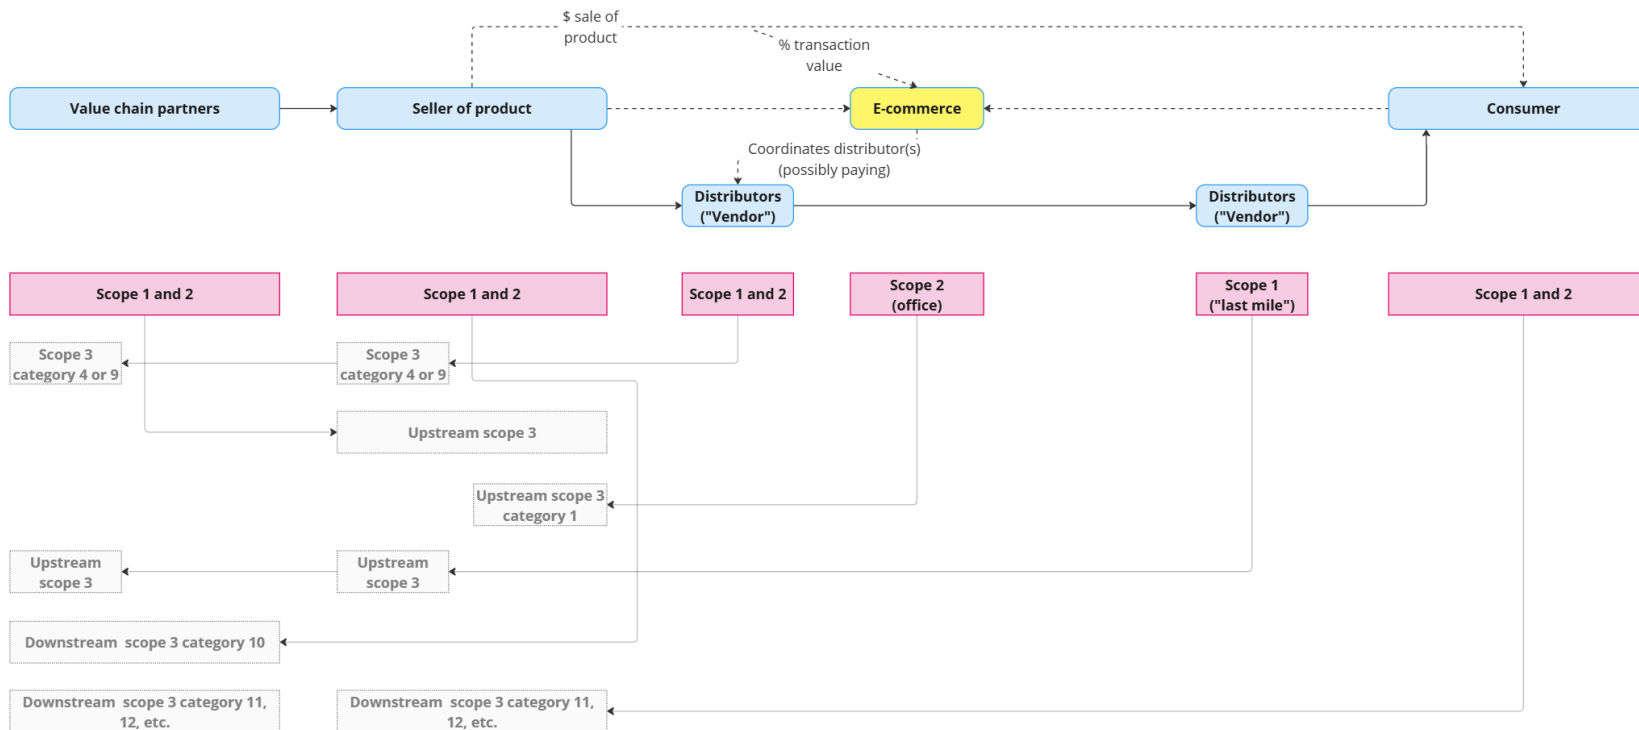 $ sale of
product
% transaction
value
Value chain partners
Seller of product
E-commerce
Consumer
Coordinates distributor(s)
(possibly paying)
Distributors
("Vendor")
Distributors
("Vendor")
Scope 1 and 2
Scope 1 and 2
Scope 1 and 2
Scope 2
(office)
Scope 1
("last mile")
Scope 1 and 2
Scope 3
category 4 or 9
Scope 3
category 4 or 9
Upstream scope 3
Upstream scope 3
category 1
Upstream
scope 3
Upstream
scope 3
Downstream  scope 3 category 10
Downstream  scope 3 category 11,
12, etc.
Downstream  scope 3 category 11,
12, etc.